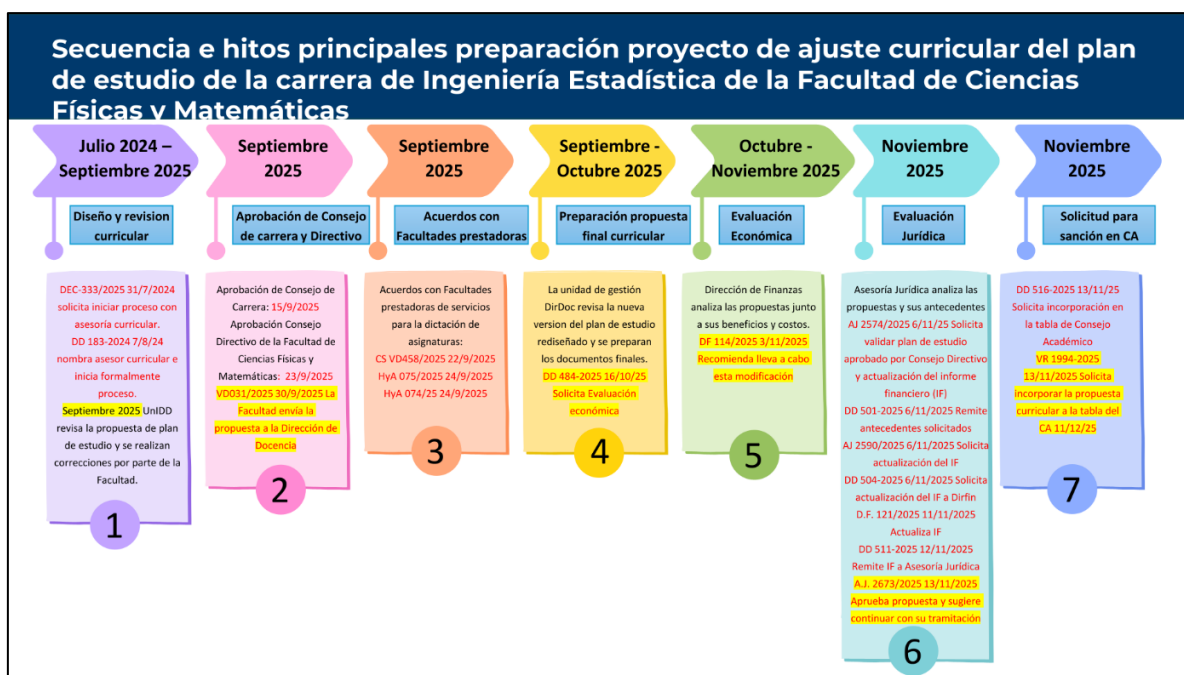 Secuencia e hitos principales preparación proyecto de ajuste curricular del plan
de estudio de la carrera de Ingeniería Estadística de la Facultad de Ciencias
Físicas y Matemáticas
Julio 2024 –
Septiembre 2025
Diseño y revision
curricular
DEC-333/2025 31/7/2024
solicita iniciar proceso con
asesoría curricular.
DD 183-2024 7/8/24
nombra asesor curricular e
inicia formalmente
proceso.
Septiembre 2025 UnIDD
revisa la propuesta de plan
de estudio y se realizan
correcciones por parte de la
Facultad.
1
Septiembre
2025
Aprobación de Consejo
de carrera y Directivo
Aprobación de Consejo de
Carrera: 15/9/2025
Aprobación Consejo
Directivo de la Facultad de
Ciencias Físicas y
Matemáticas: 23/9/2025
VD031/2025 30/9/2025 La
Facultad envía la
propuesta a la Dirección de
Docencia
2
Septiembre
2025
Acuerdos con
Facultades prestadoras
Acuerdos con Facultades
prestadoras de servicios
para la dictación de
asignaturas:
CS VD458/2025 22/9/2025
HyA 075/2025 24/9/2025
HyA 074/25 24/9/2025
3
Septiembre -
Octubre 2025
Preparación propuesta
final curricular
La unidad de gestión
DirDoc revisa la nueva
version del plan de estudio
rediseñado y se preparan
los documentos finales.
DD 484-2025 16/10/25
Solicita Evaluación
económica
4
Octubre -
Noviembre 2025
Evaluación
Económica
Dirección de Finanzas
analiza las propuestas junto
a sus beneficios y costos.
DF 114/2025 3/11/2025
Recomienda lleva a cabo
esta modificación
5
Noviembre
2025
Evaluación
Jurídica
Asesoría Jurídica analiza las
propuestas y sus antecedentes
AJ 2574/2025 6/11/25 Solicita
validar plan de estudio
aprobado por Consejo Directivo
y actualización del informe
financiero (IF)
DD 501-2025 6/11/2025 Remite
antecedentes solicitados
AJ 2590/2025 6/11/2025 Solicita
actualización del IF
DD 504-2025 6/11/2025 Solicita
actualización del IF a Dirfin
D.F. 121/2025 11/11/2025
Actualiza IF
DD 511-2025 12/11/2025
Remite IF a Asesoría Jurídica
A.J. 2673/2025 13/11/2025
Aprueba propuesta y sugiere
continuar con su tramitación
6
Noviembre
2025
Solicitud para
sanción en CA
DD 516-2025 13/11/25
Solicita incorporación en
la tabla de Consejo
Académico
VR 1994-2025
13/11/2025 Solicita
incorporar la propuesta
curricular a la tabla del
CA 11/12/25
7